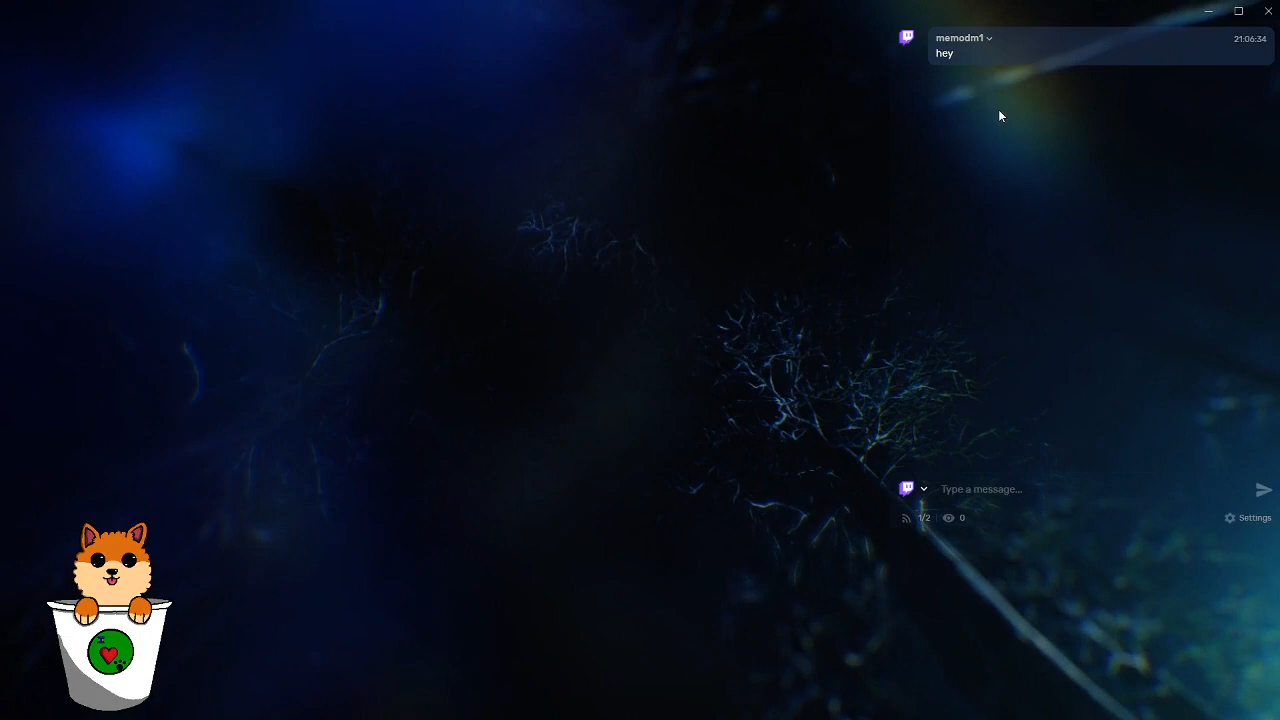 memodm1
21:06:34
hey
Type a message...
1/2
0
Settings
I